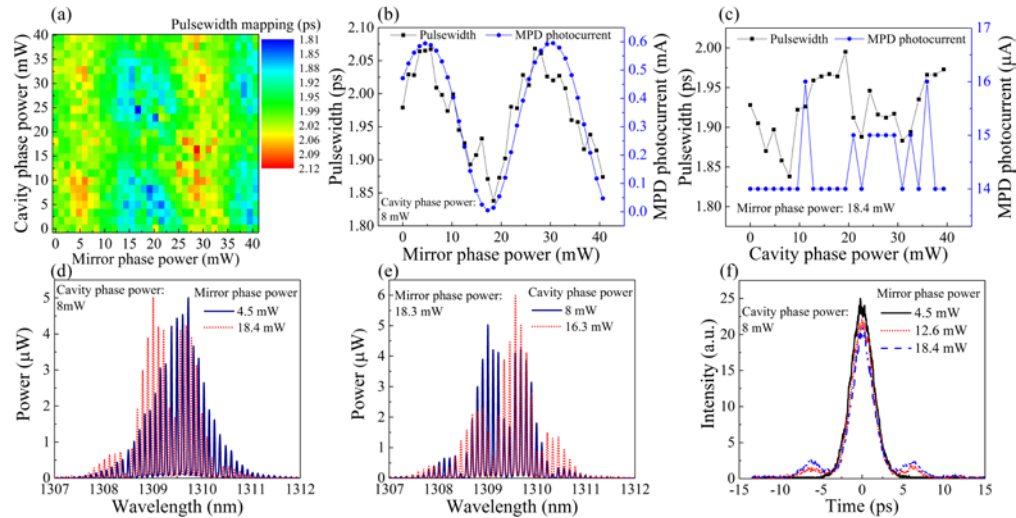 (a)
Pulsewidth mapping (ps)
Cavity phase power (mW)
40
35
30
25
20
15
10
5
0
0 5 10 15 20 25 30 35 40
Mirror phase power (mW)
1.81
1.85
1.88
1.92
1.95
1.99
2.02
2.06
2.09
2.12
(b)
Pulsewidth
MPD photocurrent
Pulsewidth (ps)
2.10
2.05
2.00
1.95
1.90
1.85
1.80
Cavity phase power:
8 mW
0 10 20 30 40
Mirror phase power (mW)
0.6
0.5
0.4
0.3
0.2
0.1
0.0
MPD photocurrent (mA)
(c)
Pulsewidth
MPD photocurrent
Pulsewidth (ps)
2.00
1.95
1.90
1.85
1.80
Mirror phase power: 18.4 mW
0 10 20 30 40
Cavity phase power (mW)
17
16
15
14
MPD photocurrent (μA)
(d)
Cavity phase power:
8mW
Mirror phase power
4.5 mW
18.4 mW
Power (μW)
5
4
3
2
1
0
1307 1308 1309 1310 1311 1312
Wavelength (nm)
(e)
Mirror phase power:
18.3 mW
Cavity phase power
8 mW
16.3 mW
Power (μW)
6
5
4
3
2
1
0
1307 1308 1309 1310 1311 1312
Wavelength (nm)
(f)
Cavity phase power:
8 mW
Mirror phase power
4.5 mW
12.6 mW
18.4 mW
Intensity (a.u.)
30
25
20
15
10
5
0
-15 -10 -5 0 5 10 15
Time (ps)